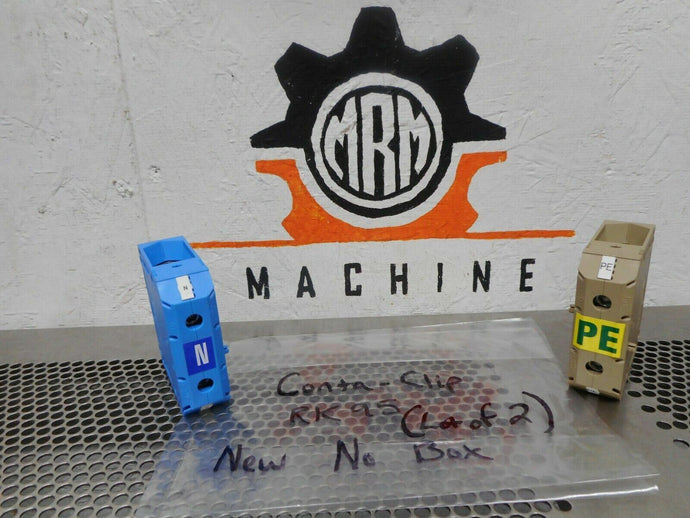 MRM
MACHINE
N
N
PE
PE
Conta-Clip
RK95 (Lot of 2)
New No Box